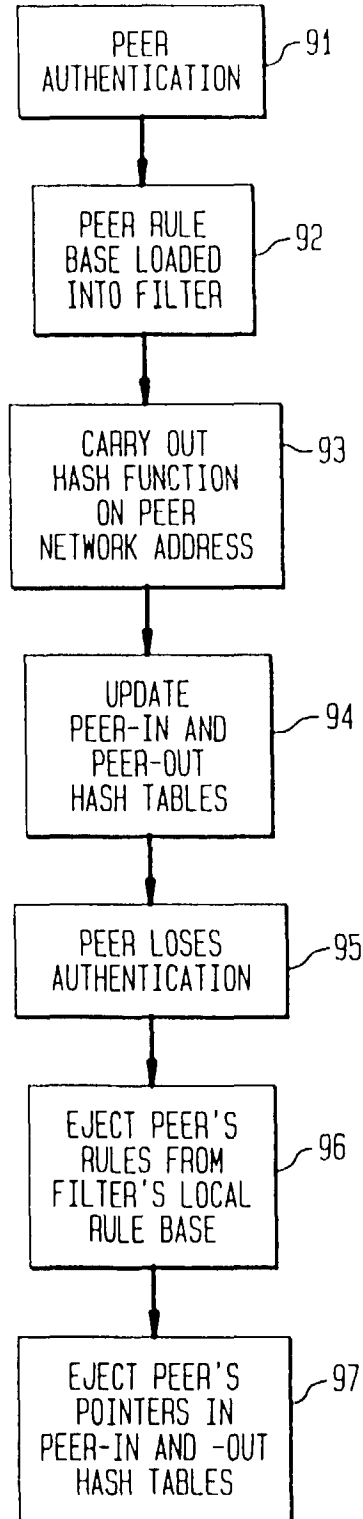 PEER
AUTHENTICATION
91
PEER RULE
BASE LOADED
INTO FILTER
92
CARRY OUT
HASH FUNCTION
ON PEER
NETWORK ADDRESS
93
UPDATE
PEER-IN AND
PEER-OUT
HASH TABLES
94
PEER LOSES
AUTHENTICATION
95
EJECT PEER'S
RULES FROM
FILTER'S LOCAL
RULE BASE
96
EJECT PEER'S
POINTERS IN
PEER-IN AND -OUT
HASH TABLES
97